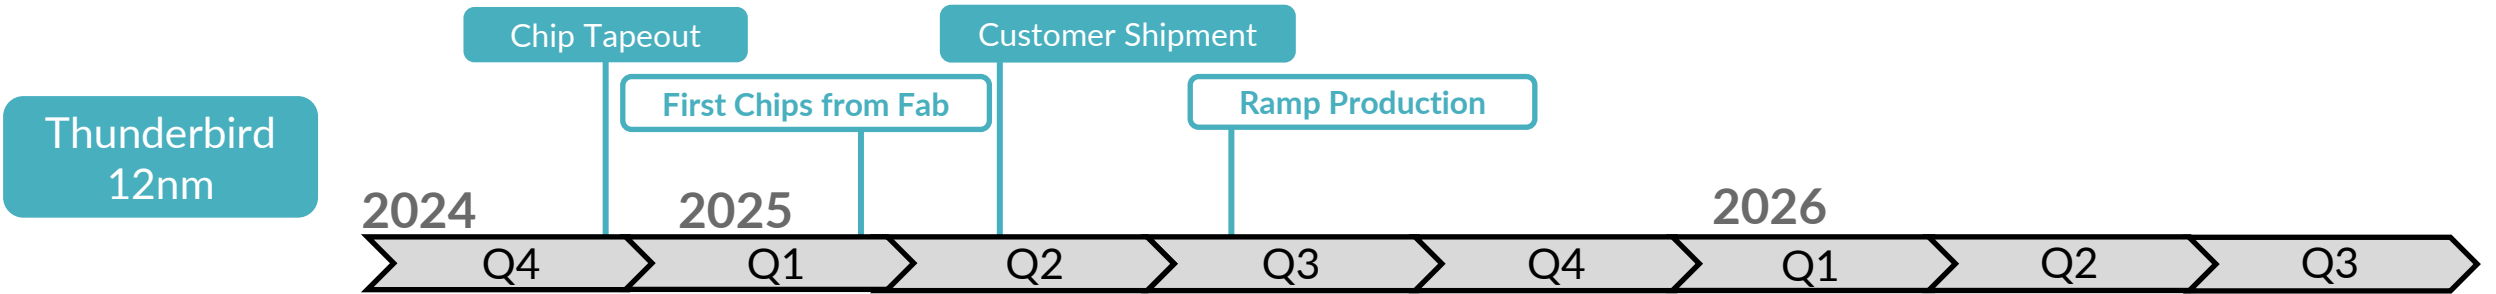 Chip Tapeout
Customer Shipment
First Chips from Fab
Ramp Production
Thunderbird
12nm
2024
2025
2026
Q4
Q1
Q2
Q3
Q4
Q1
Q2
Q3